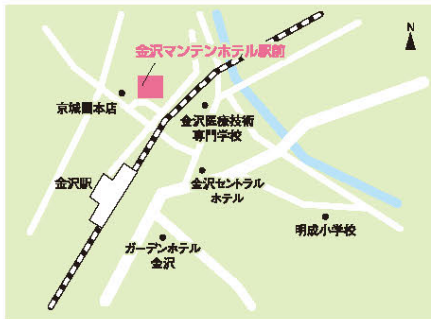 N
金沢マンテンホテル駅前
京城園本店
金沢医療技術
専門学校
金沢駅
金沢セントラル
ホテル
明成小学校
ガーデンホテル
金沢